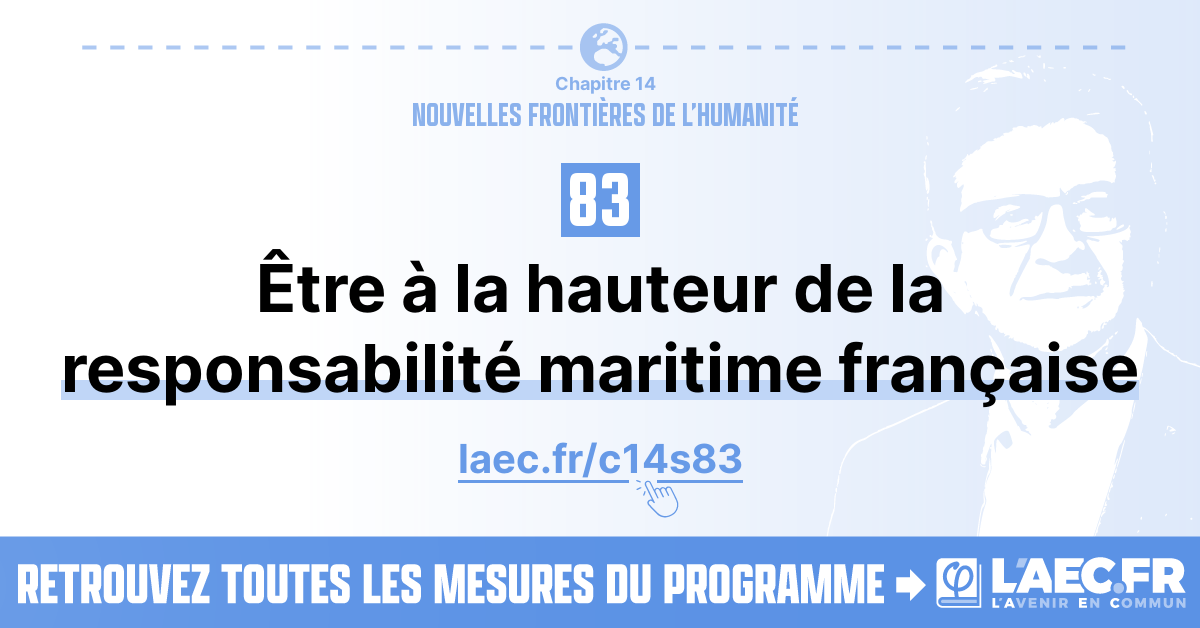 Chapitre 14
NOUVELLES FRONTIÈRES DE L'HUMANITÉ
83
Être à la hauteur de la
responsabilité maritime française
laec.fr/c14s83
RETROUVEZ TOUTES LES MESURES DU PROGRAMME
L'AEC.FR
L'AVENIR EN COMMUN